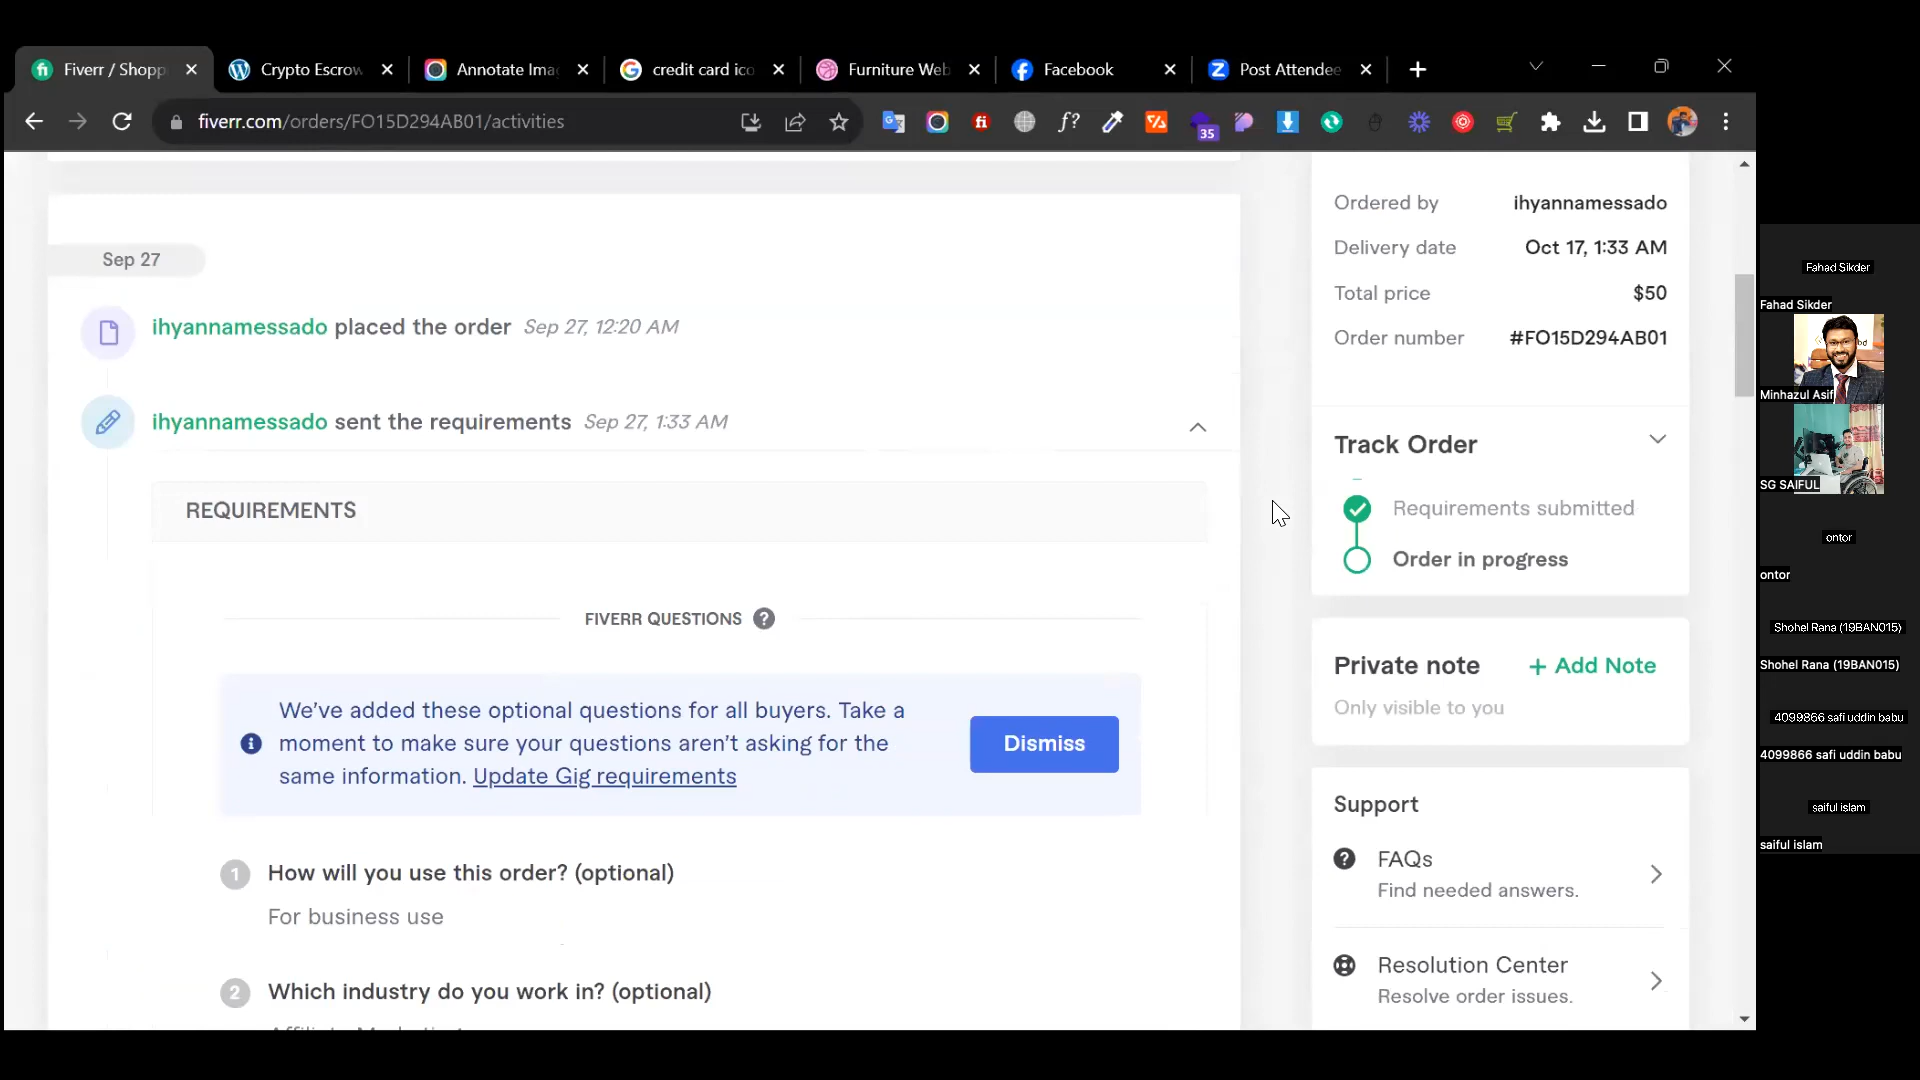 Fiverr / Shopp
Crypto Escrow
Annotate Ima
credit card ico
Furniture Web
Facebook
Post Attendee
fiverr.com/orders/FO15D294AB01/activities
35
Ordered by ihyannamessado
Delivery date Oct 17, 1:33 AM
Total price $50
Order number #FO15D294AB01
Sep 27
ihyannamessado placed the order Sep 27, 12:20 AM
ihyannamessado sent the requirements Sep 27, 1:33 AM
REQUIREMENTS
FIVERR QUESTIONS
We've added these optional questions for all buyers. Take a
moment to make sure your questions aren't asking for the
same information. Update Gig requirements
Dismiss
1 How will you use this order? (optional)
For business use
2 Which industry do you work in? (optional)
Track Order
Requirements submitted
Order in progress
Private note + Add Note
Only visible to you
Support
FAQs
Find needed answers.
Resolution Center
Resolve order issues.
Fahad Sikder
Fahad Sikder
Minhazul Asif
SG SAIFUL
ontor
ontor
Shohel Rana (19BAN015)
Shohel Rana (19BAN015)
4099866 safi uddin babu
4099866 safi uddin babu
saiful islam
saiful islam